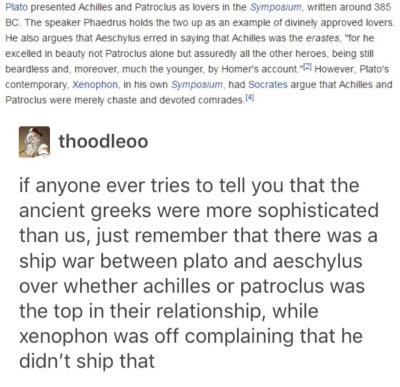 Plato presented Achilles and Patroclus as lovers in the Symposium, written around 385
BC. The speaker Phaedrus holds the two up as an example of divinely approved lovers.
He also argues that Aeschylus erred in saying that Achilles was the erastes, "for he
excelled in beauty not Patroclus alone but assuredly all the other heroes, being still
beardless and, moreover, much the younger, by Homer's account."[2] However, Plato's
contemporary, Xenophon, in his own Symposium, had Socrates argue that Achilles and
Patroclus were merely chaste and devoted comrades.[4]
thoodleoo
if anyone ever tries to tell you that the
ancient greeks were more sophisticated
than us, just remember that there was a
ship war between plato and aeschylus
over whether achilles or patroclus was
the top in their relationship, while
xenophon was off complaining that he
didn't ship that